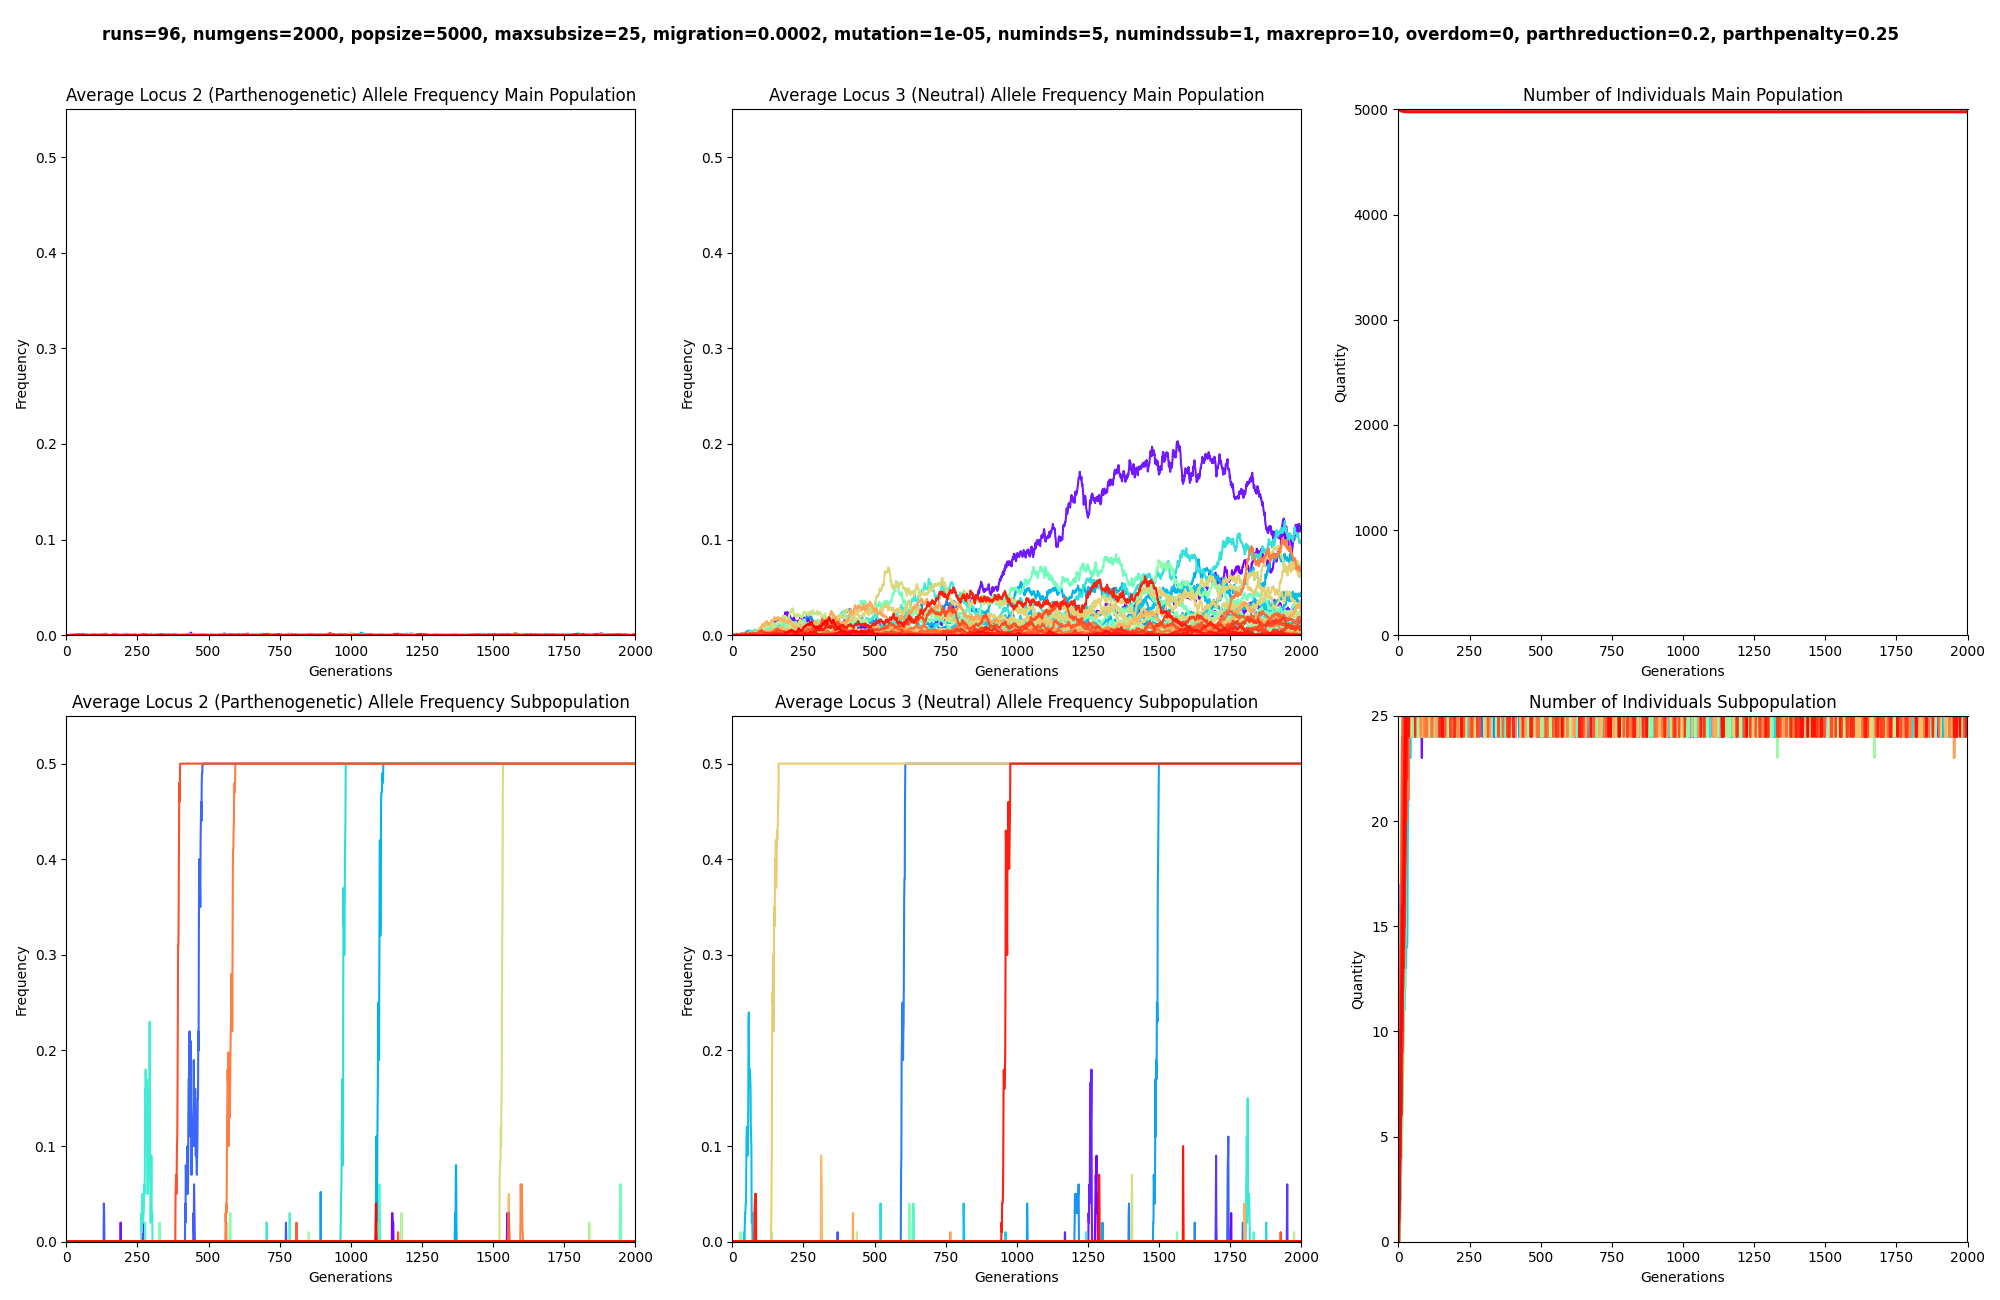 runs=96, numgens=2000, popsize=5000, maxsubsize=25, migration=0.0002, mutation=1e-05, numinds=5, numindssub=1, maxrepro=10, overdom=0, parthreduction=0.2, parthpenalty=0.25
Average Locus 2 (Parthenogenetic) Allele Frequency Main Population
0.5
0.4
0.3
0.2
0.1
0.0
Frequency
0 250 500 750 1000 1250 1500 1750 2000
Generations
Average Locus 3 (Neutral) Allele Frequency Main Population
0.5
0.4
0.3
0.2
0.1
0.0
Frequency
0 250 500 750 1000 1250 1500 1750 2000
Generations
Number of Individuals Main Population
5000
4000
3000
2000
1000
0
Quantity
0 250 500 750 1000 1250 1500 1750 2000
Generations
Average Locus 2 (Parthenogenetic) Allele Frequency Subpopulation
0.5
0.4
0.3
0.2
0.1
0.0
Frequency
0 250 500 750 1000 1250 1500 1750 2000
Generations
Average Locus 3 (Neutral) Allele Frequency Subpopulation
0.5
0.4
0.3
0.2
0.1
0.0
Frequency
0 250 500 750 1000 1250 1500 1750 2000
Generations
Number of Individuals Subpopulation
25
20
15
10
5
0
Quantity
0 250 500 750 1000 1250 1500 1750 2000
Generations